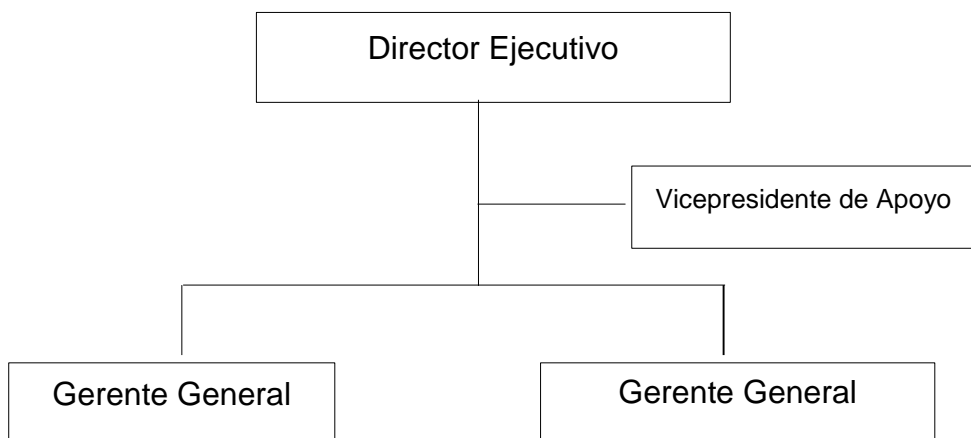 Director Ejecutivo
Vicepresidente de Apoyo
Gerente General
Gerente General